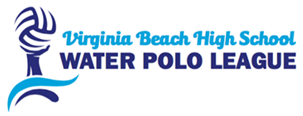 Virginia Beach High School
WATER POLO LEAGUE